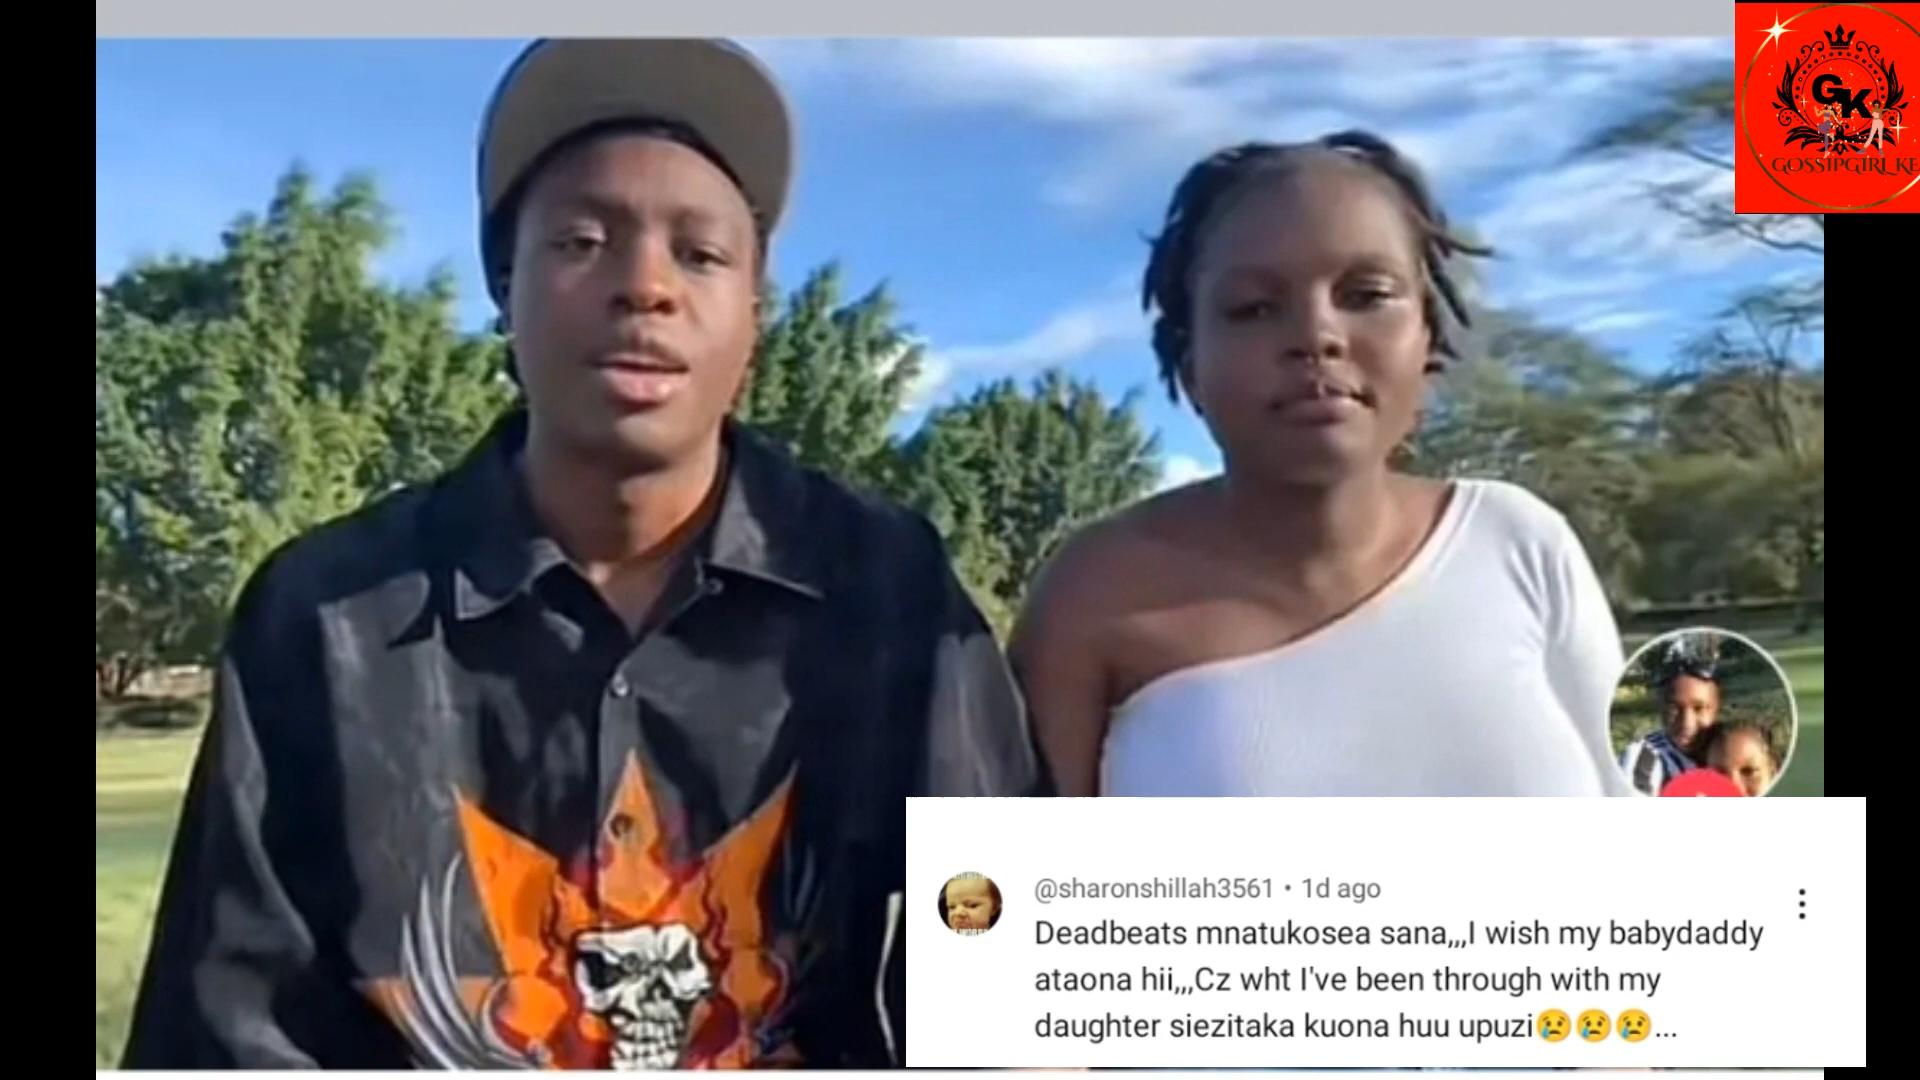 GK
GOSSIPGIRL_KE
@sharonshillah3561 • 1d ago
Deadbeats mnatukosea sana,,,I wish my babydaddy
ataona hii,,,Cz wht I've been through with my
daughter siezitaka kuona huu upuzi😢😢😢...